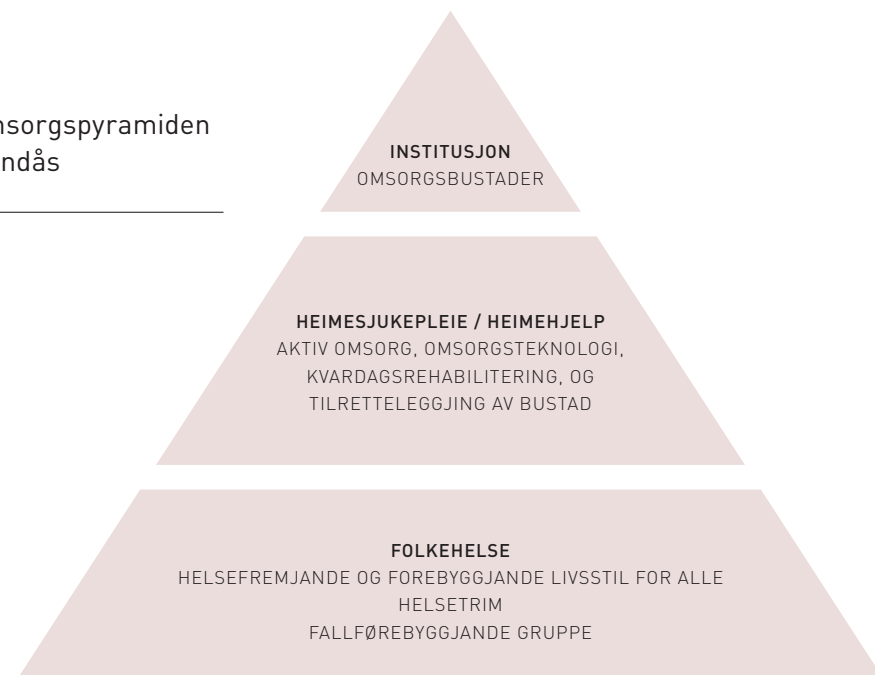 nsorgspyramiden
ndås
INSTITUSJON
OMSORGSBUSTADER
HEIMESJUKEPLEIE / HEIMEHJELP
AKTIV OMSORG, OMSORGSTEKNOLOGI,
KVARDAGSREHABILITERING, OG
TILRETTELEGGJING AV BUSTAD
FOLKEHELSE
HELSEFREMJANDE OG FOREBYGGJANDE LIVSSTIL FOR ALLE
HELSETRIM
FALLFØREBYGGJANDE GRUPPE